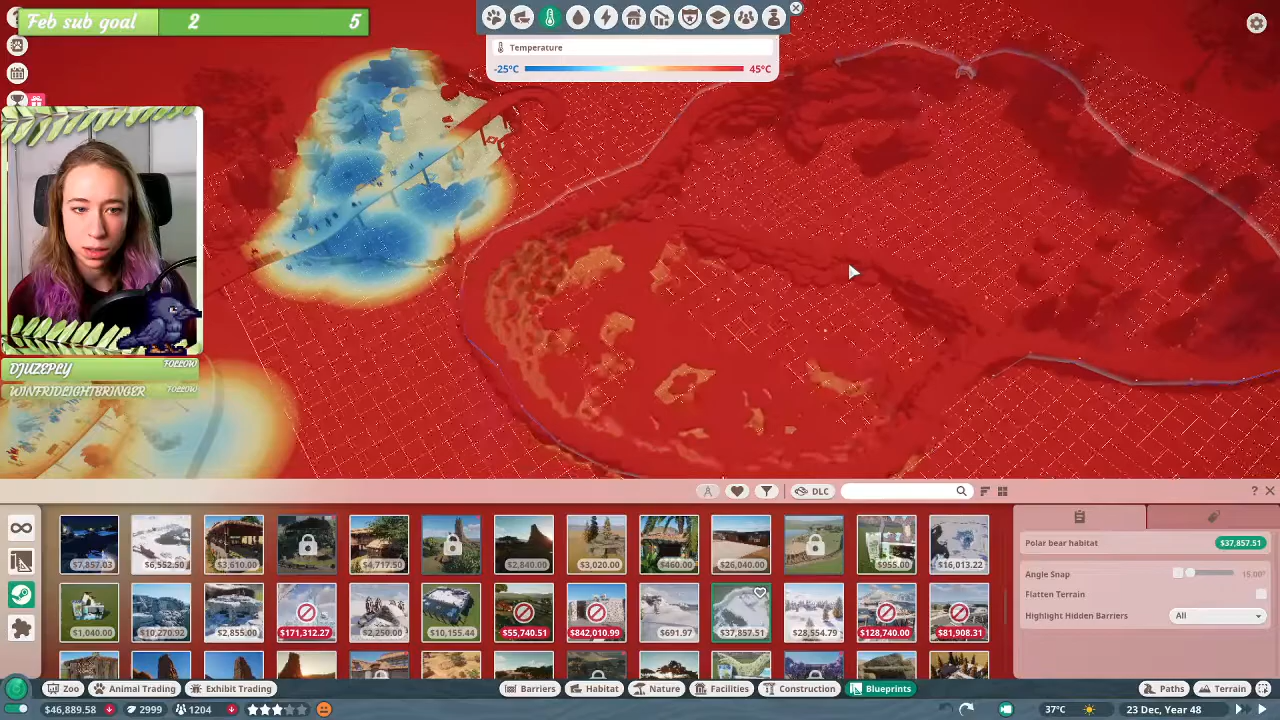 Feb sub goal 2 5
Temperature
-25°C 45°C
DJUZEPLY FOLLOW
WINFRIDLIGHTBRINGER FOLLOW
DLC
$7,857.03 $6,552.50 $3,610.00 $4,717.50 $2,840.00 $3,020.00 $460.00 $26,040.00 $955.00 $16,013.22
$1,040.00 $10,270.92 $2,855.00 $171,312.27 $2,250.00 $10,155.44 $55,740.51 $842,010.99 $691.97 $37,857.51 $28,554.79 $128,740.00 $81,908.31
Polar bear habitat $37,857.51
Angle Snap 15.00°
Flatten Terrain
Highlight Hidden Barriers All
Zoo Animal Trading Exhibit Trading Barriers Habitat Nature Facilities Construction Blueprints Paths Terrain
$46,889.58 2999 1204 37°C 23 Dec, Year 48